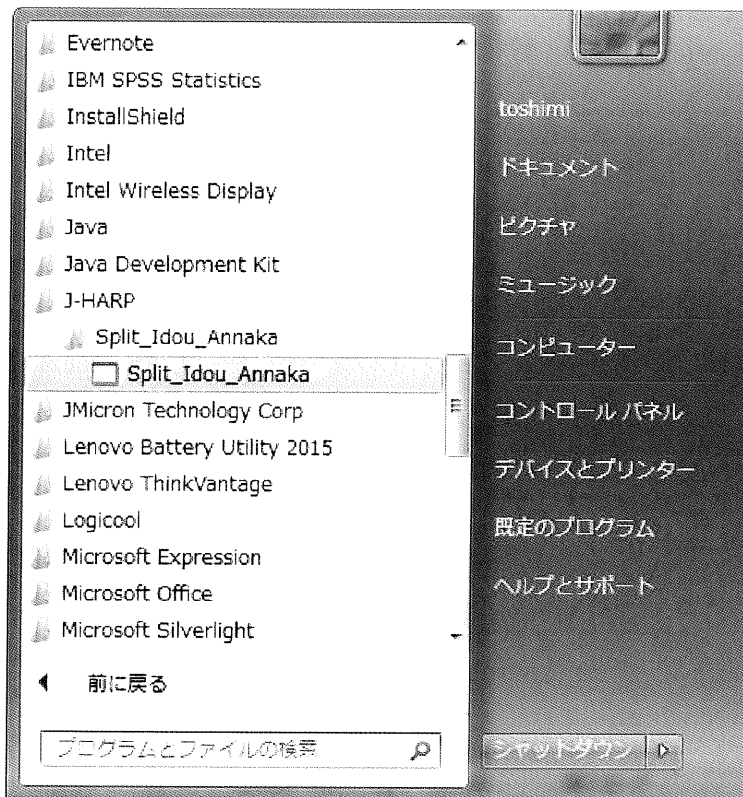 Evernote
IBM SPSS Statistics
InstallShield
Intel
Intel Wireless Display
Java
Java Development Kit
J-HARP
Split_Idou_Annaka
Split_Idou_Annaka
JMicron Technology Corp
Lenovo Battery Utility 2015
Lenovo ThinkVantage
Logicool
Microsoft Expression
Microsoft Office
Microsoft Silverlight
前に戻る
プログラムとファイルの検索
toshimi
ドキュメント
ピクチャ
ミュージック
コンピューター
コントロール パネル
デバイスとプリンター
既定のプログラム
ヘルプとサポート
シャットダウン